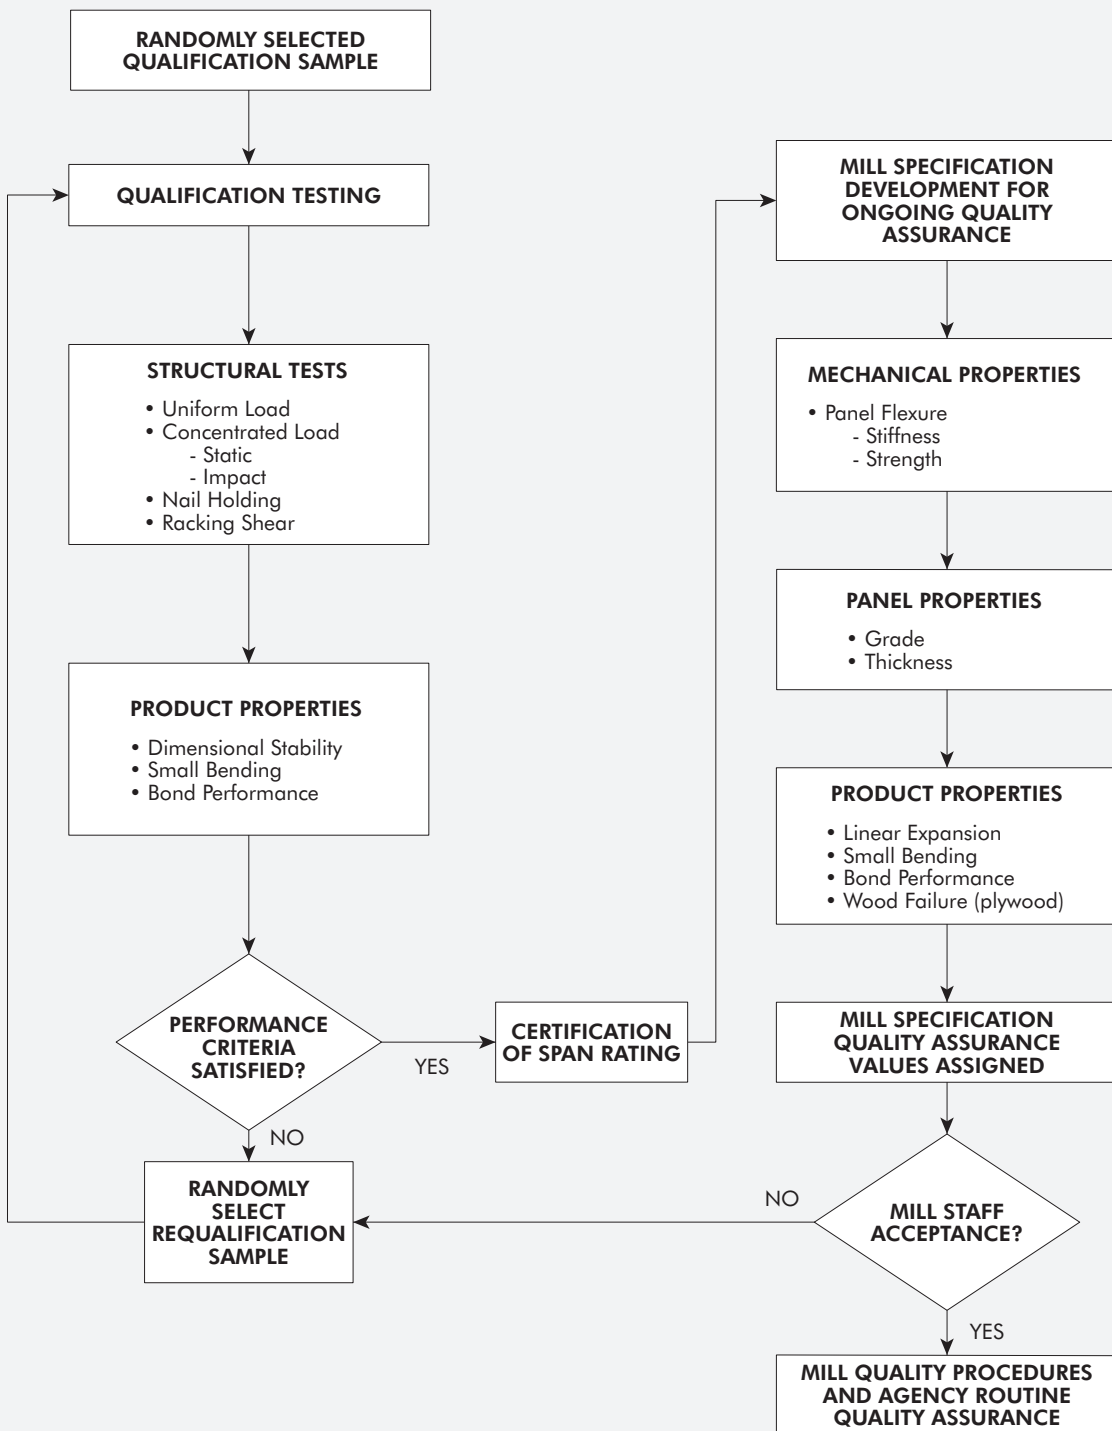 RANDOMLY SELECTED
QUALIFICATION SAMPLE
QUALIFICATION TESTING
STRUCTURAL TESTS
• Uniform Load
• Concentrated Load
- Static
- Impact
• Nail Holding
• Racking Shear
PRODUCT PROPERTIES
• Dimensional Stability
• Small Bending
• Bond Performance
PERFORMANCE
CRITERIA
SATISFIED?
YES
NO
CERTIFICATION
OF SPAN RATING
RANDOMLY
SELECT
REQUALIFICATION
SAMPLE
MILL SPECIFICATION
DEVELOPMENT FOR
ONGOING QUALITY
ASSURANCE
MECHANICAL PROPERTIES
• Panel Flexure
- Stiffness
- Strength
PANEL PROPERTIES
• Grade
• Thickness
PRODUCT PROPERTIES
• Linear Expansion
• Small Bending
• Bond Performance
• Wood Failure (plywood)
MILL SPECIFICATION
QUALITY ASSURANCE
VALUES ASSIGNED
MILL STAFF
ACCEPTANCE?
NO
YES
MILL QUALITY PROCEDURES
AND AGENCY ROUTINE
QUALITY ASSURANCE